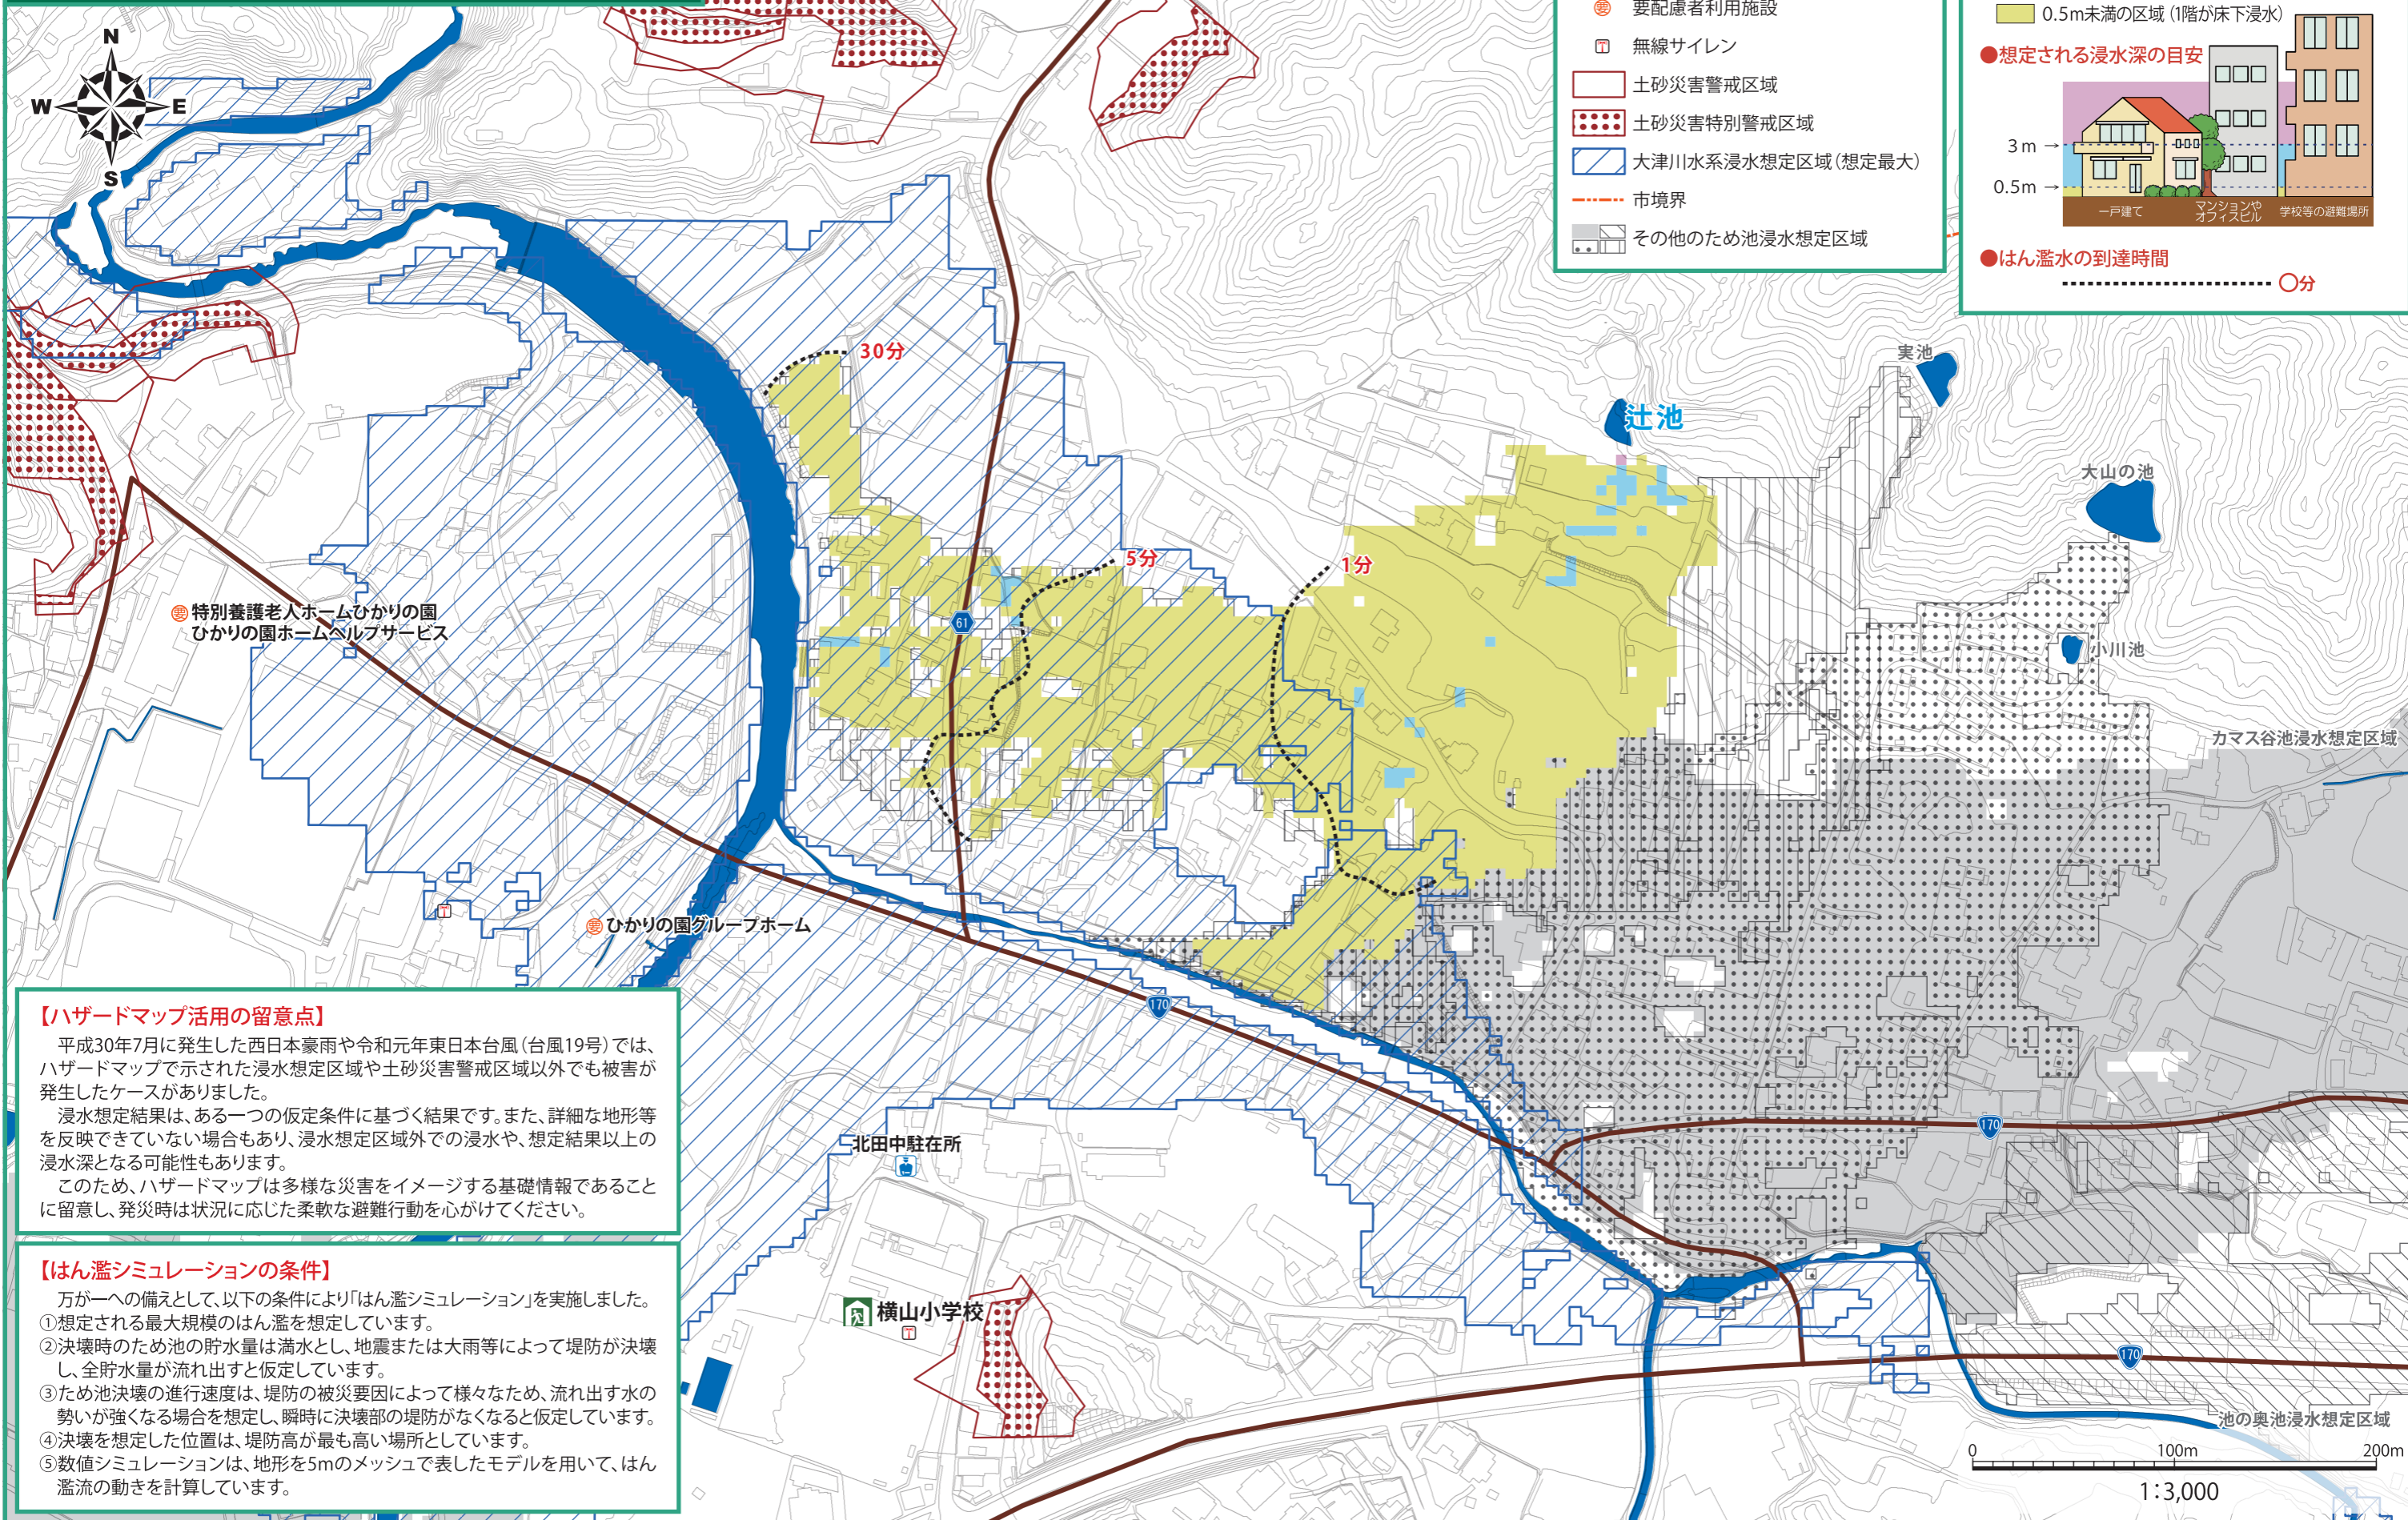 N
W
E
S
要 要配慮者利用施設
無線サイレン
土砂災害警戒区域
土砂災害特別警戒区域
大津川水系浸水想定区域(想定最大)
市境界
その他のため池浸水想定区域
0.5m未満の区域(1階が床下浸水)
●想定される浸水深の目安
3m →
0.5m →
一戸建て
マンションや
オフィスビル
学校等の避難場所
●はん濫水の到達時間
〇分
30分
5分
1分
辻池
実池
大山の池
小川池
カマス谷池浸水想定区域
61
要 特別養護老人ホームひかりの園
ひかりの園ホームヘルプサービス
要 ひかりの園グループホーム
170
170
170
北田中駐在所
横山小学校
池の奥池浸水想定区域
0 100m 200m
1:3,000
【ハザードマップ活用の留意点】
平成30年7月に発生した西日本豪雨や令和元年東日本台風(台風19号)では、
ハザードマップで示された浸水想定区域や土砂災害警戒区域以外でも被害が
発生したケースがありました。
浸水想定結果は、ある一つの仮定条件に基づく結果です。また、詳細な地形等
を反映できていない場合もあり、浸水想定区域外での浸水や、想定結果以上の
浸水深となる可能性もあります。
このため、ハザードマップは多様な災害をイメージする基礎情報であること
に留意し、発災時は状況に応じた柔軟な避難行動を心がけてください。
【はん濫シミュレーションの条件】
万が一への備えとして、以下の条件により「はん濫シミュレーション」を実施しました。
①想定される最大規模のはん濫を想定しています。
②決壊時のため池の貯水量は満水とし、地震または大雨等によって堤防が決壊
し、全貯水量が流れ出すと仮定しています。
③ため池決壊の進行速度は、堤防の被災要因によって様々なため、流れ出す水の
勢いが強くなる場合を想定し、瞬時に決壊部の堤防がなくなると仮定しています。
④決壊を想定した位置は、堤防高が最も高い場所としています。
⑤数値シミュレーションは、地形を5mのメッシュで表したモデルを用いて、はん
濫流の動きを計算しています。